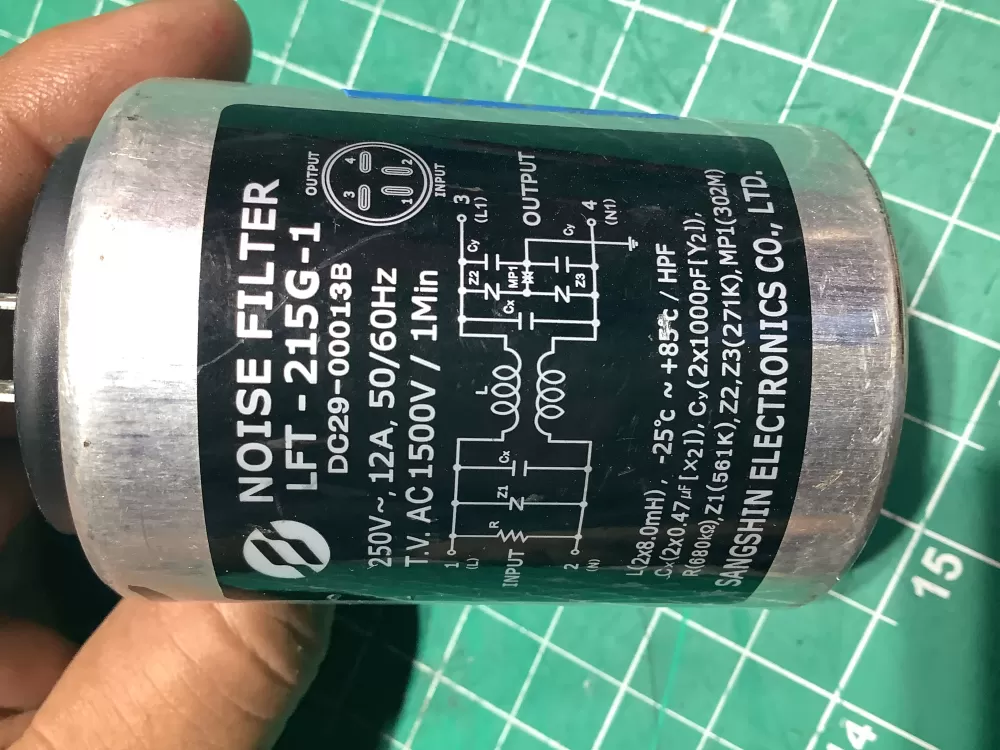 NOISE FILTER
LFT - 215G-1
DC29-00013B
250V~, 12A, 50/60Hz
T.V. AC 1500V / 1Min
OUTPUT
3 4
1 2
INPUT
1
(L)
INPUT
2
(N)
R
Z1
Cx
L
Cx
Z2
MP1
Z3
Cy
Cy
3
(L1)
OUTPUT
4
(N1)
L(2x8.0mH) , -25℃ ~ +85℃ / HPF
Cx(2x0.47µF[X2]), Cy(2x1000pF[Y2]),
R(680kΩ),Z1(561K),Z2,Z3(271K),MP1(302M)
SANGSHIN ELECTRONICS CO., LTD.
15
14